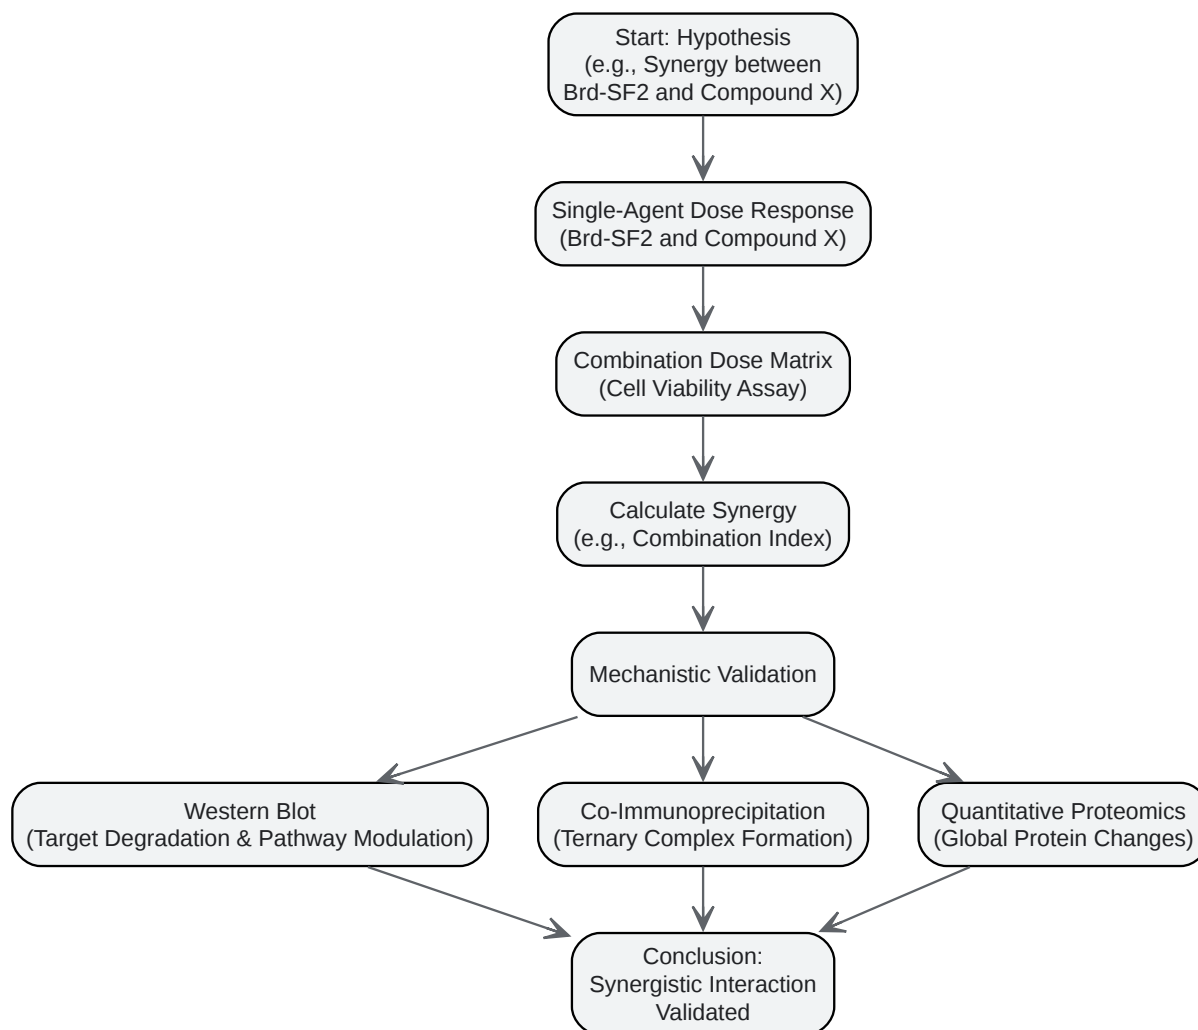 Start: Hypothesis
(e.g., Synergy between
Brd-SF2 and Compound X)
Single-Agent Dose Response
(Brd-SF2 and Compound X)
Combination Dose Matrix
(Cell Viability Assay)
Calculate Synergy
(e.g., Combination Index)
Mechanistic Validation
Western Blot
(Target Degradation & Pathway Modulation)
Co-Immunoprecipitation
(Ternary Complex Formation)
Quantitative Proteomics
(Global Protein Changes)
Conclusion:
Synergistic Interaction
Validated